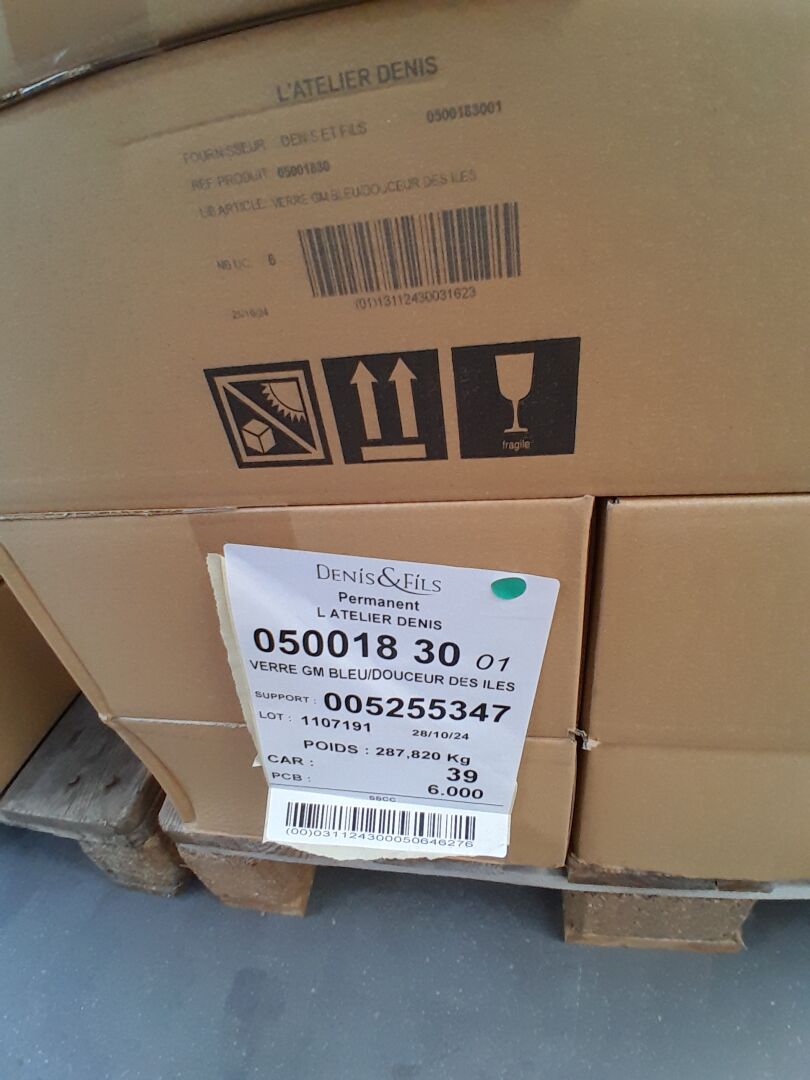 L'ATELIER DENIS
FOURNISSEUR DENIS ET FILS 0500183001
REF PRODUIT 05001830
LIB ARTICLE VERRE GM BLEU/DOUCEUR DES ILES
NB UC. 6
(01)13112430031623
fragile
DENIS&FILS
Permanent
L ATELIER DENIS
050018 30 01
VERRE GM BLEU/DOUCEUR DES ILES
SUPPORT : 005255347
LOT : 1107191 28/10/24
POIDS : 287,820 Kg
CAR : 39
PCB : 6.000
SSCC
(00)031124300050646276